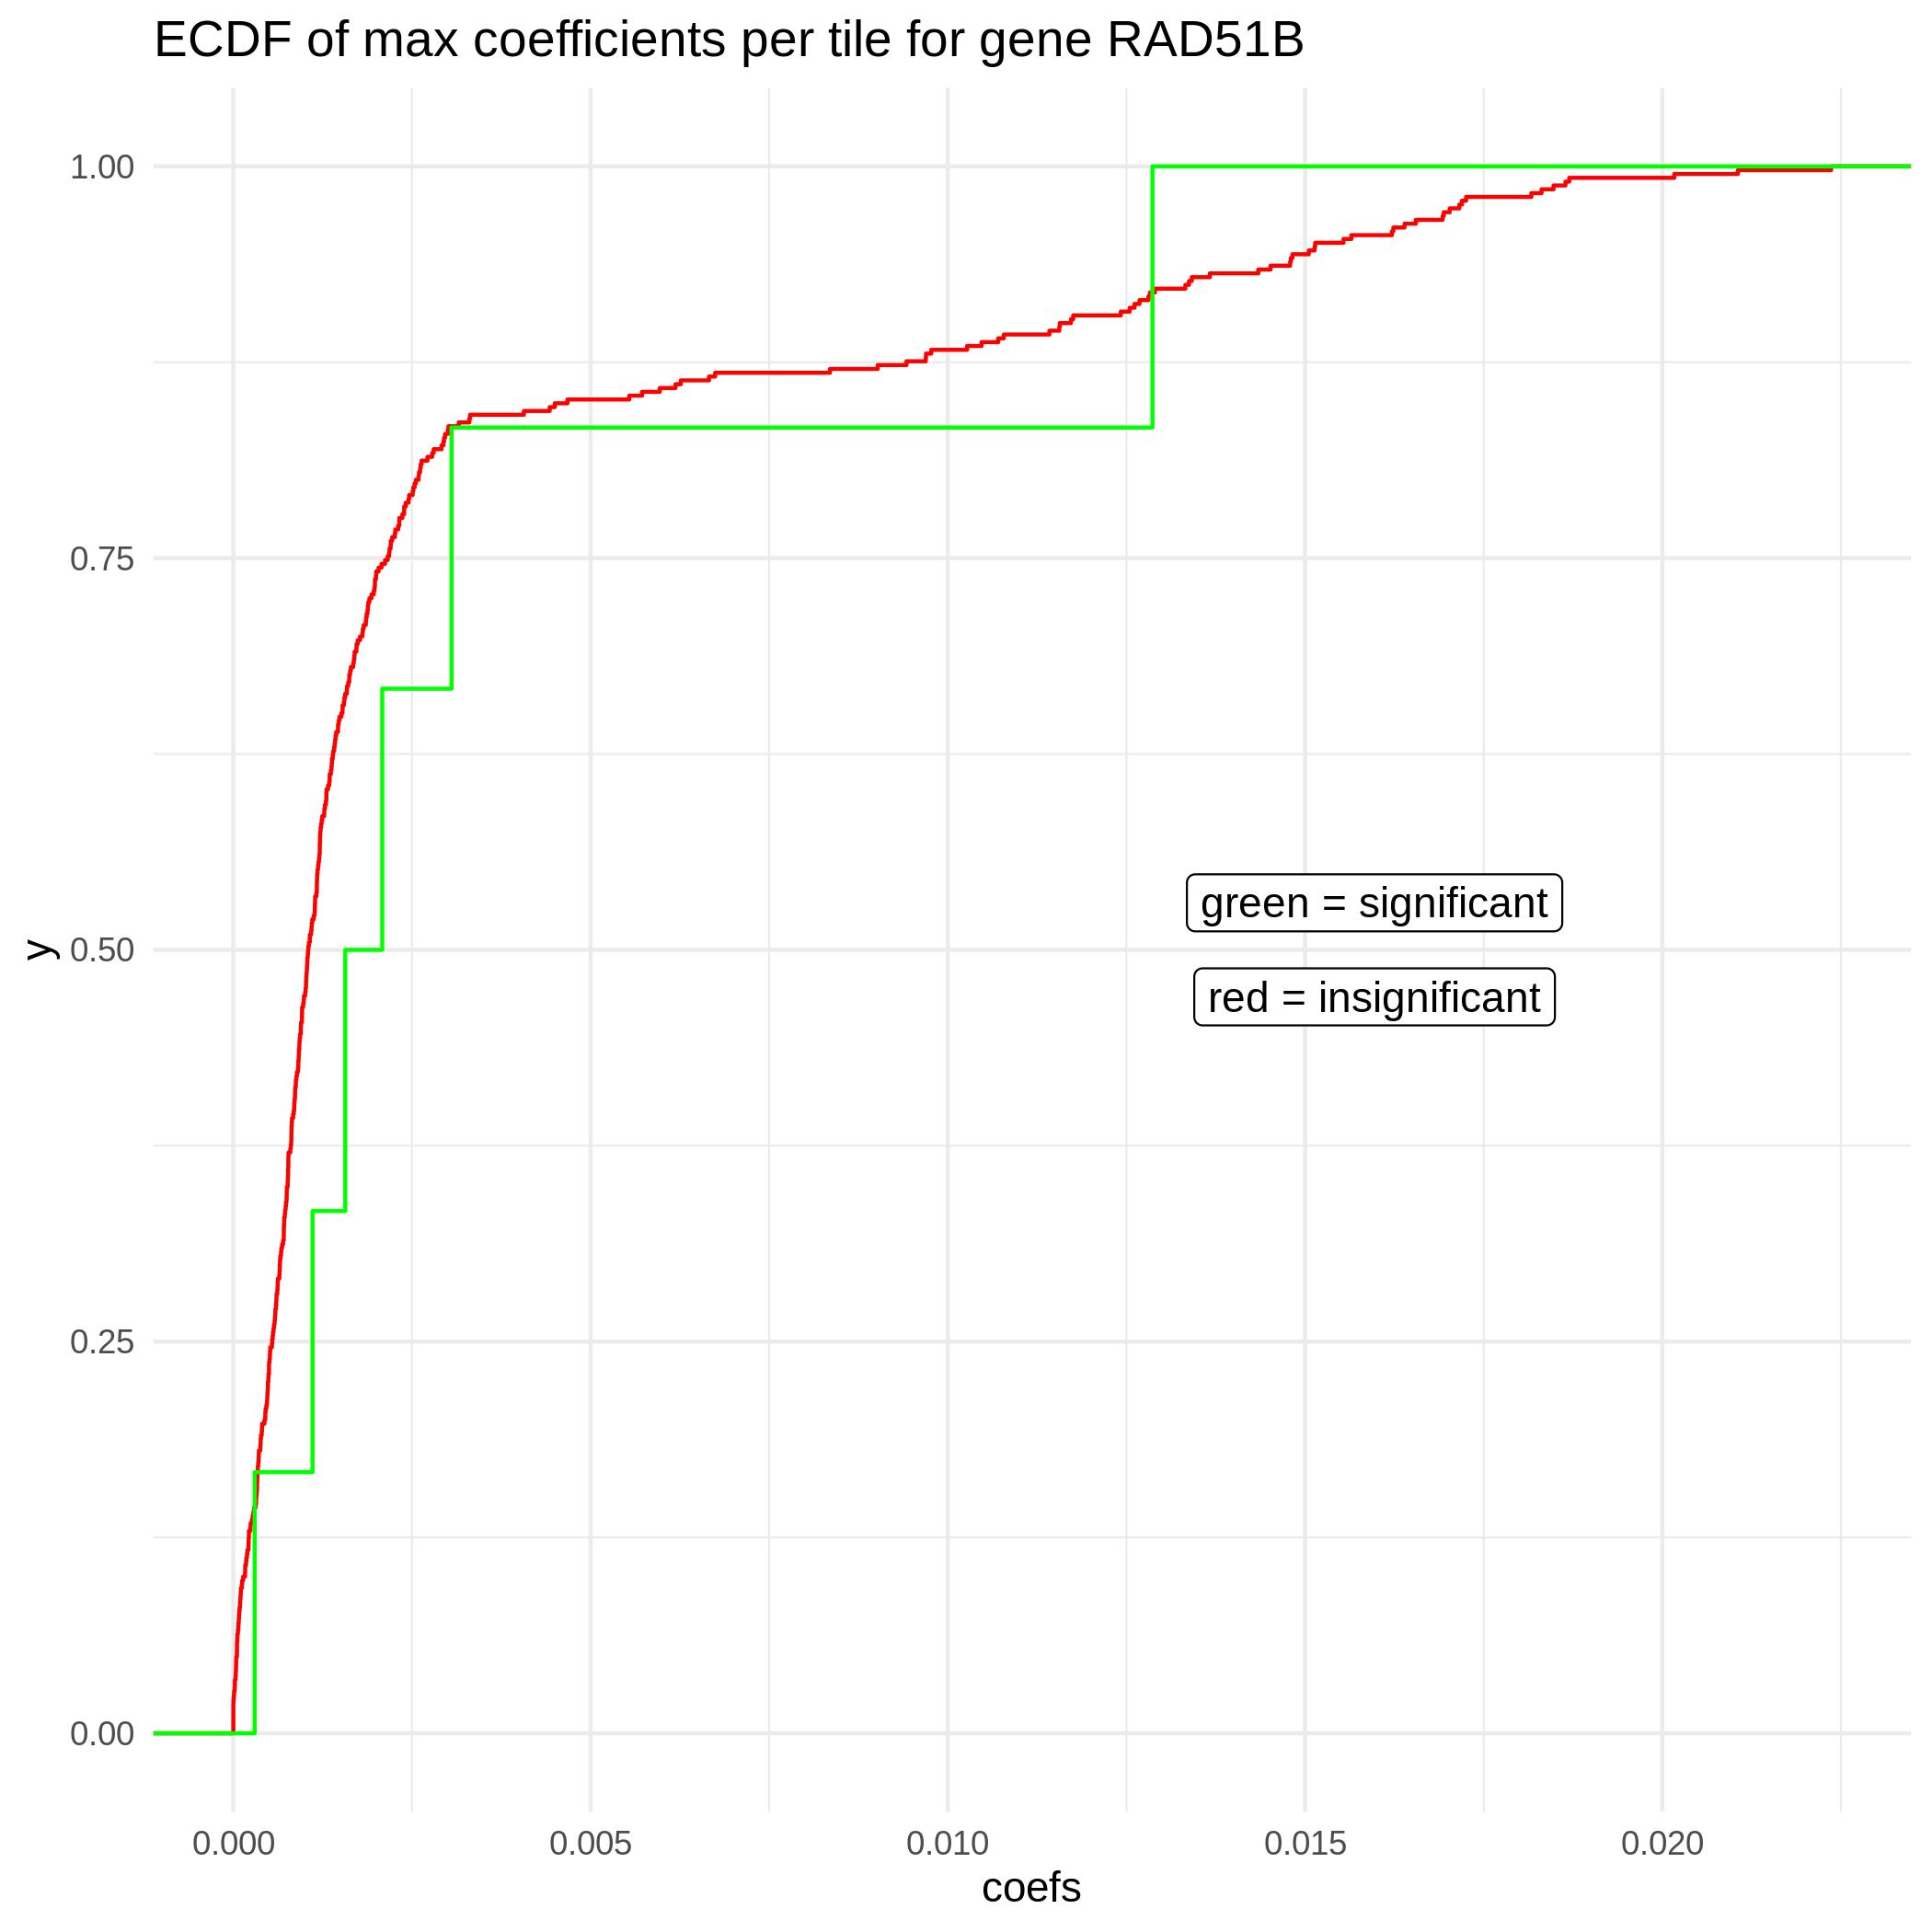 ECDF of max coefficients per tile for gene RAD51B
1.00
0.75
0.50
0.25
0.00
y
green = significant
red = insignificant
0.000 0.005 0.010 0.015 0.020
coefs